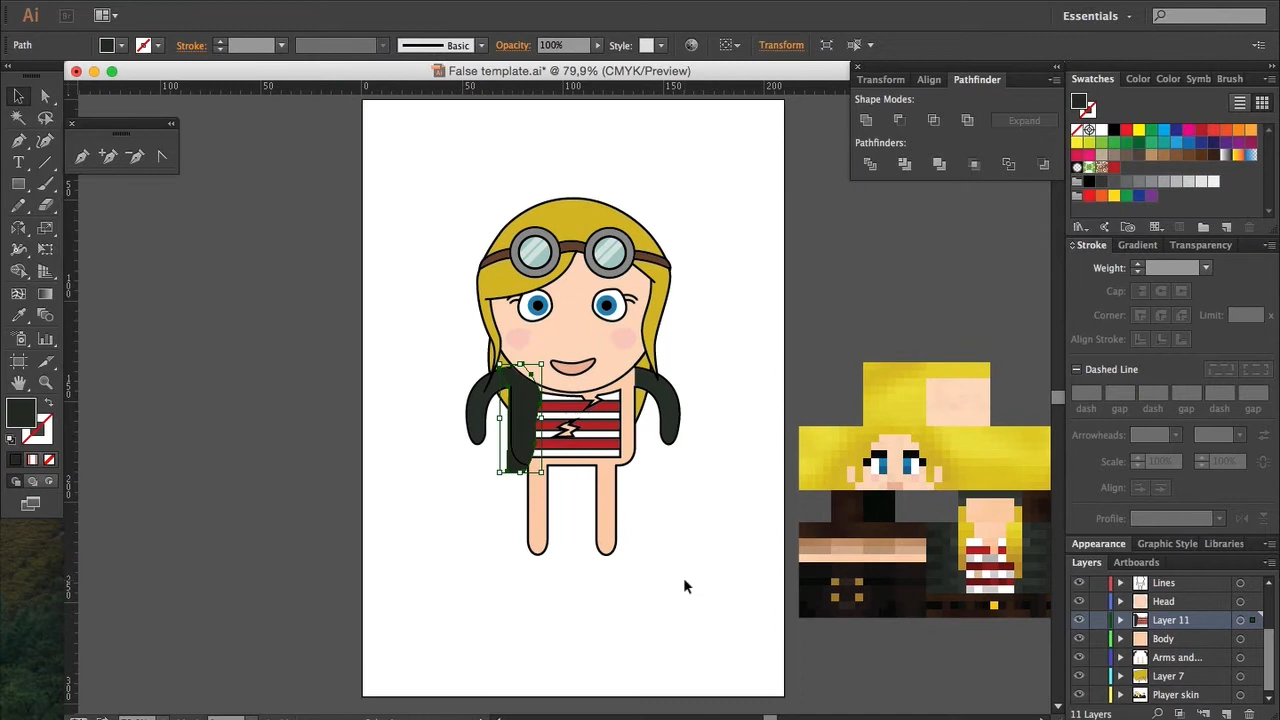 Ai Br Essentials
Path Stroke: Basic Opacity: 100% Style: Transform
False template.ai* @ 79,9% (CMYK/Preview)
Transform Align Pathfinder
Swatches Color Color Symb Brush
100 50 0 50 100 150 200
Shape Modes:
Expand
Pathfinders:
Stroke Gradient Transparency
Weight:
Cap:
Corner: Limit: x
Align Stroke:
Dashed Line
dash gap dash gap dash gap
Arrowheads:
Scale: 100% 100%
Align:
Profile:
Appearance Graphic Style Libraries
Layers Artboards
Lines
Head
Layer 11
Body
Arms and...
Layer 7
Player skin
11 Layers